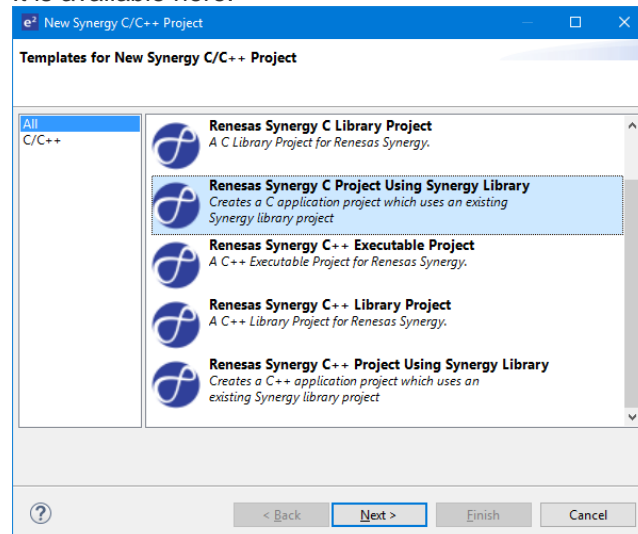 e² New Synergy C/C++ Project
Templates for New Synergy C/C++ Project
All
C/C++
Renesas Synergy C Library Project
A C Library Project for Renesas Synergy.
Renesas Synergy C Project Using Synergy Library
Creates a C application project which uses an existing
Synergy library project
Renesas Synergy C++ Executable Project
A C++ Executable Project for Renesas Synergy.
Renesas Synergy C++ Library Project
A C++ Library Project for Renesas Synergy.
Renesas Synergy C++ Project Using Synergy Library
Creates a C++ application project which uses an
existing Synergy library project
? < Back Next > Finish Cancel